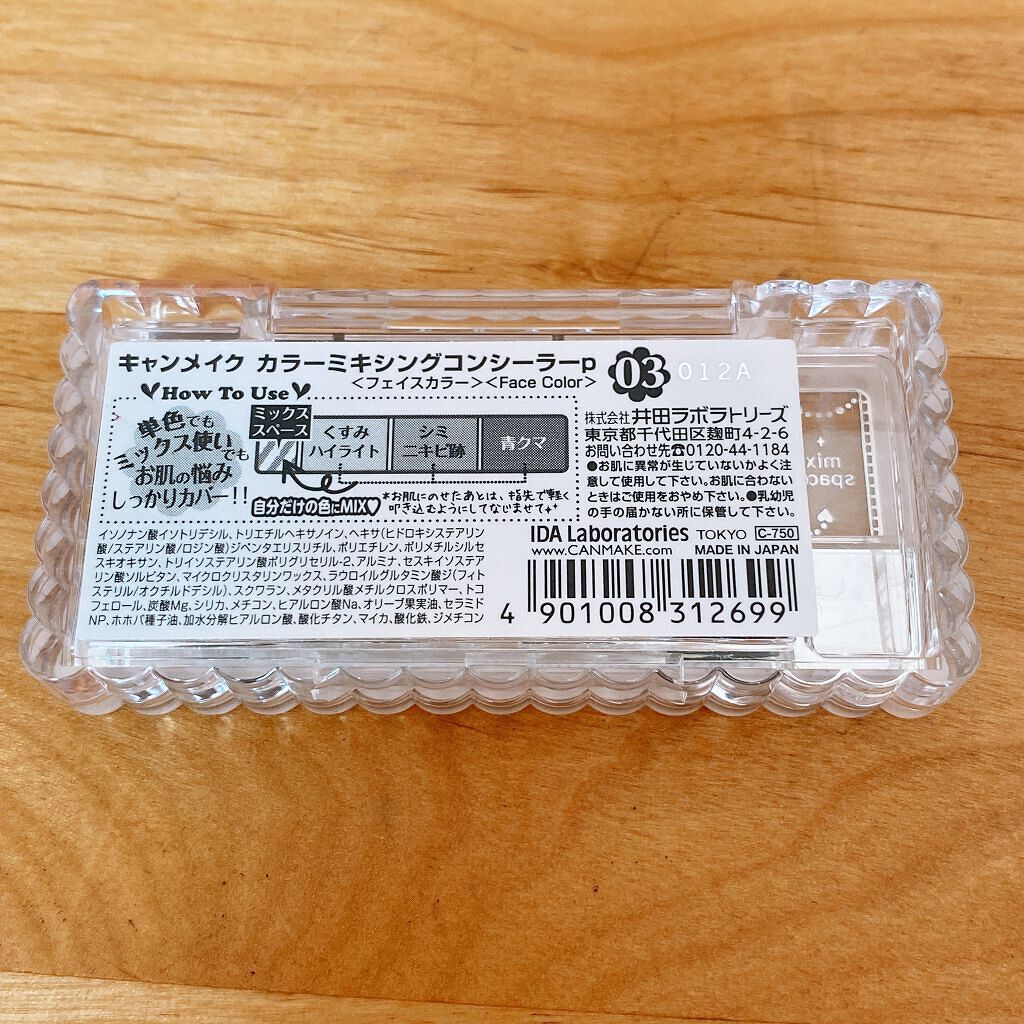 キャンメイク カラーミキシングコンシーラーp
<フェイスカラー><Face Color>
03
012A
How To Use
単色でも
ミックス使い
でも
お肌の悩み
しっかりカバー!!
ミックス
スペース
くすみ
ハイライト
シミ
ニキビ跡
青クマ
自分だけの色にMIX♥
*お肌にのせたあとは、指先で軽く
叩き込むようにしてなじませて
株式会社 井田ラボラトリーズ
東京都千代田区麹町4-2-6
お問い合わせ先☎0120-44-1184
●お肌に異常が生じていないかよく注
意して使用して下さい。お肌に合わない
ときはご使用をおやめ下さい。●乳幼児
の手の届かない所に保管して下さい。
イソノナン酸イソトリデシル、トリエチルヘキサノイン、ヘキサ(ヒドロキシステアリン
酸/ステアリン酸/ロジン酸)ジペンタエリスリチル、ポリエチレン、ポリメチルシルセ
スキオキサン、トリイソステアリン酸ポリグリセリル-2、アルミナ、セスキイソステア
リン酸ソルビタン、マイクロクリスタリンワックス、ラウロイルグルタミン酸ジ(フィト
ステリル/オクチルドデシル)、スクワラン、メタクリル酸メチルクロスポリマー、トコ
フェロール、炭酸Mg、シリカ、メチコン、ヒアルロン酸Na、オリーブ果実油、セラミド
NP、ホホバ種子油、加水分解ヒアルロン酸、酸化チタン、マイカ、酸化鉄、ジメチコン
IDA Laboratories TOKYO C-750
www.CANMAKE.com MADE IN JAPAN
4 901008 312699
mix
space